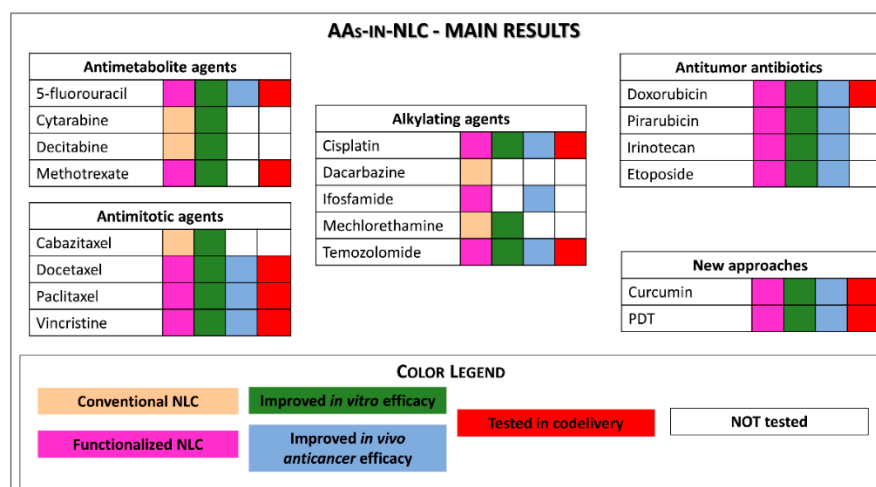 AAS-IN-NLC - MAIN RESULTS
Antimetabolite agents
5-fluorouracil
Cytarabine
Decitabine
Methotrexate
Antimitotic agents
Cabazitaxel
Docetaxel
Paclitaxel
Vincristine
Alkylating agents
Cisplatin
Dacarbazine
Ifosfamide
Mechlorethamine
Temozolomide
Antitumor antibiotics
Doxorubicin
Pirarubicin
Irinotecan
Etoposide
New approaches
Curcumin
PDT
COLOR LEGEND
Conventional NLC
Functionalized NLC
Improved in vitro efficacy
Improved in vivo
anticancer efficacy
Tested in codelivery
NOT tested